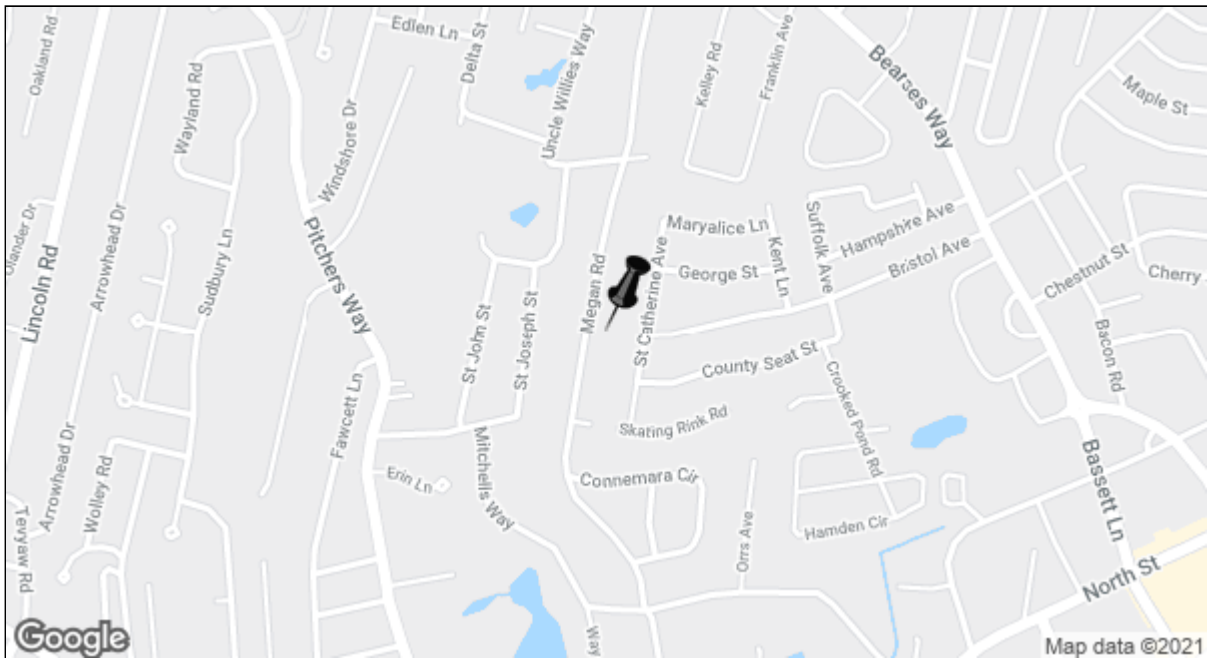 Oakland Rd
Wayland Rd
Edlen Ln
Delta St
Uncle Willies Way
Kelley Rd
Franklin Ave
Bearses Way
Maple St
Olander Dr
Arrowhead Dr
Lincoln Rd
Sudbury Ln
Windshore Dr
Pitchers Way
Maryalice Ln
Kent Ln
Suffolk Ave
Hampshire Ave
Bristol Ave
George St
Chestnut St
Cherry
Megan Rd
St Catherine Ave
St John St
St Joseph St
County Seat St
Bacon Rd
Fawcett Ln
Skating Rink Rd
Crooked Pond Rd
Arrowhead Dr
Wolley Rd
Tevyaw Rd
Erin Ln
Mitchells Way
Connemara Cir
Orrs Ave
Hamden Cir
Bassett Ln
North St
Way
Google
Map data ©2021